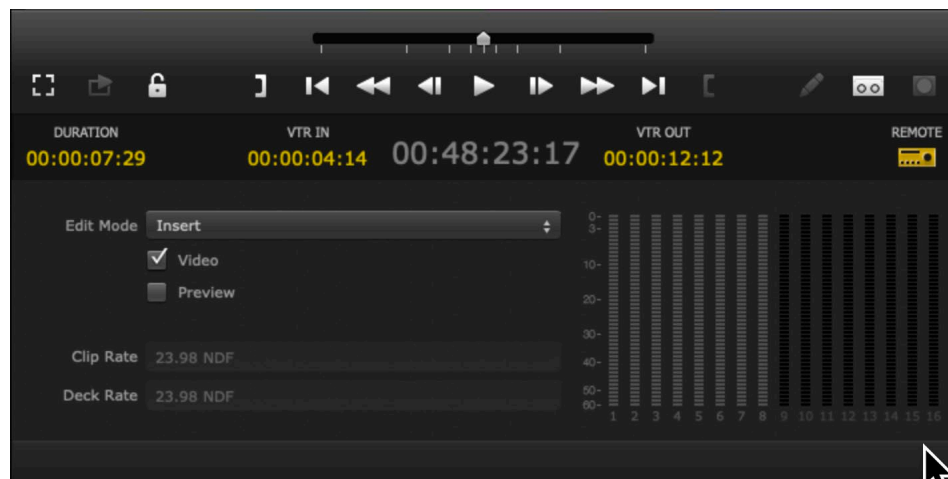 DURATION VTR IN VTR OUT REMOTE
00:00:07:29 00:00:04:14 00:48:23:17 00:00:12:12
Edit Mode Insert
Video
Preview
Clip Rate 23.98 NDF
Deck Rate 23.98 NDF
0-
3-
10-
20-
30-
40-
50-
60-
1 2 3 4 5 6 7 8 9 10 11 12 13 14 15 16